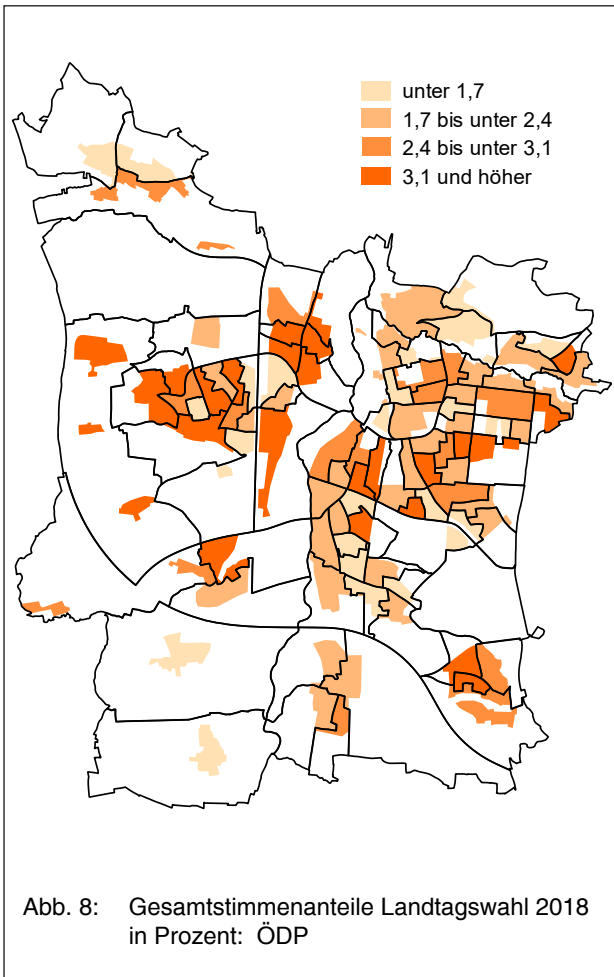 unter 1,7
1,7 bis unter 2,4
2,4 bis unter 3,1
3,1 und höher
Abb. 8: Gesamtstimmenanteile Landtagswahl 2018
in Prozent: ÖDP